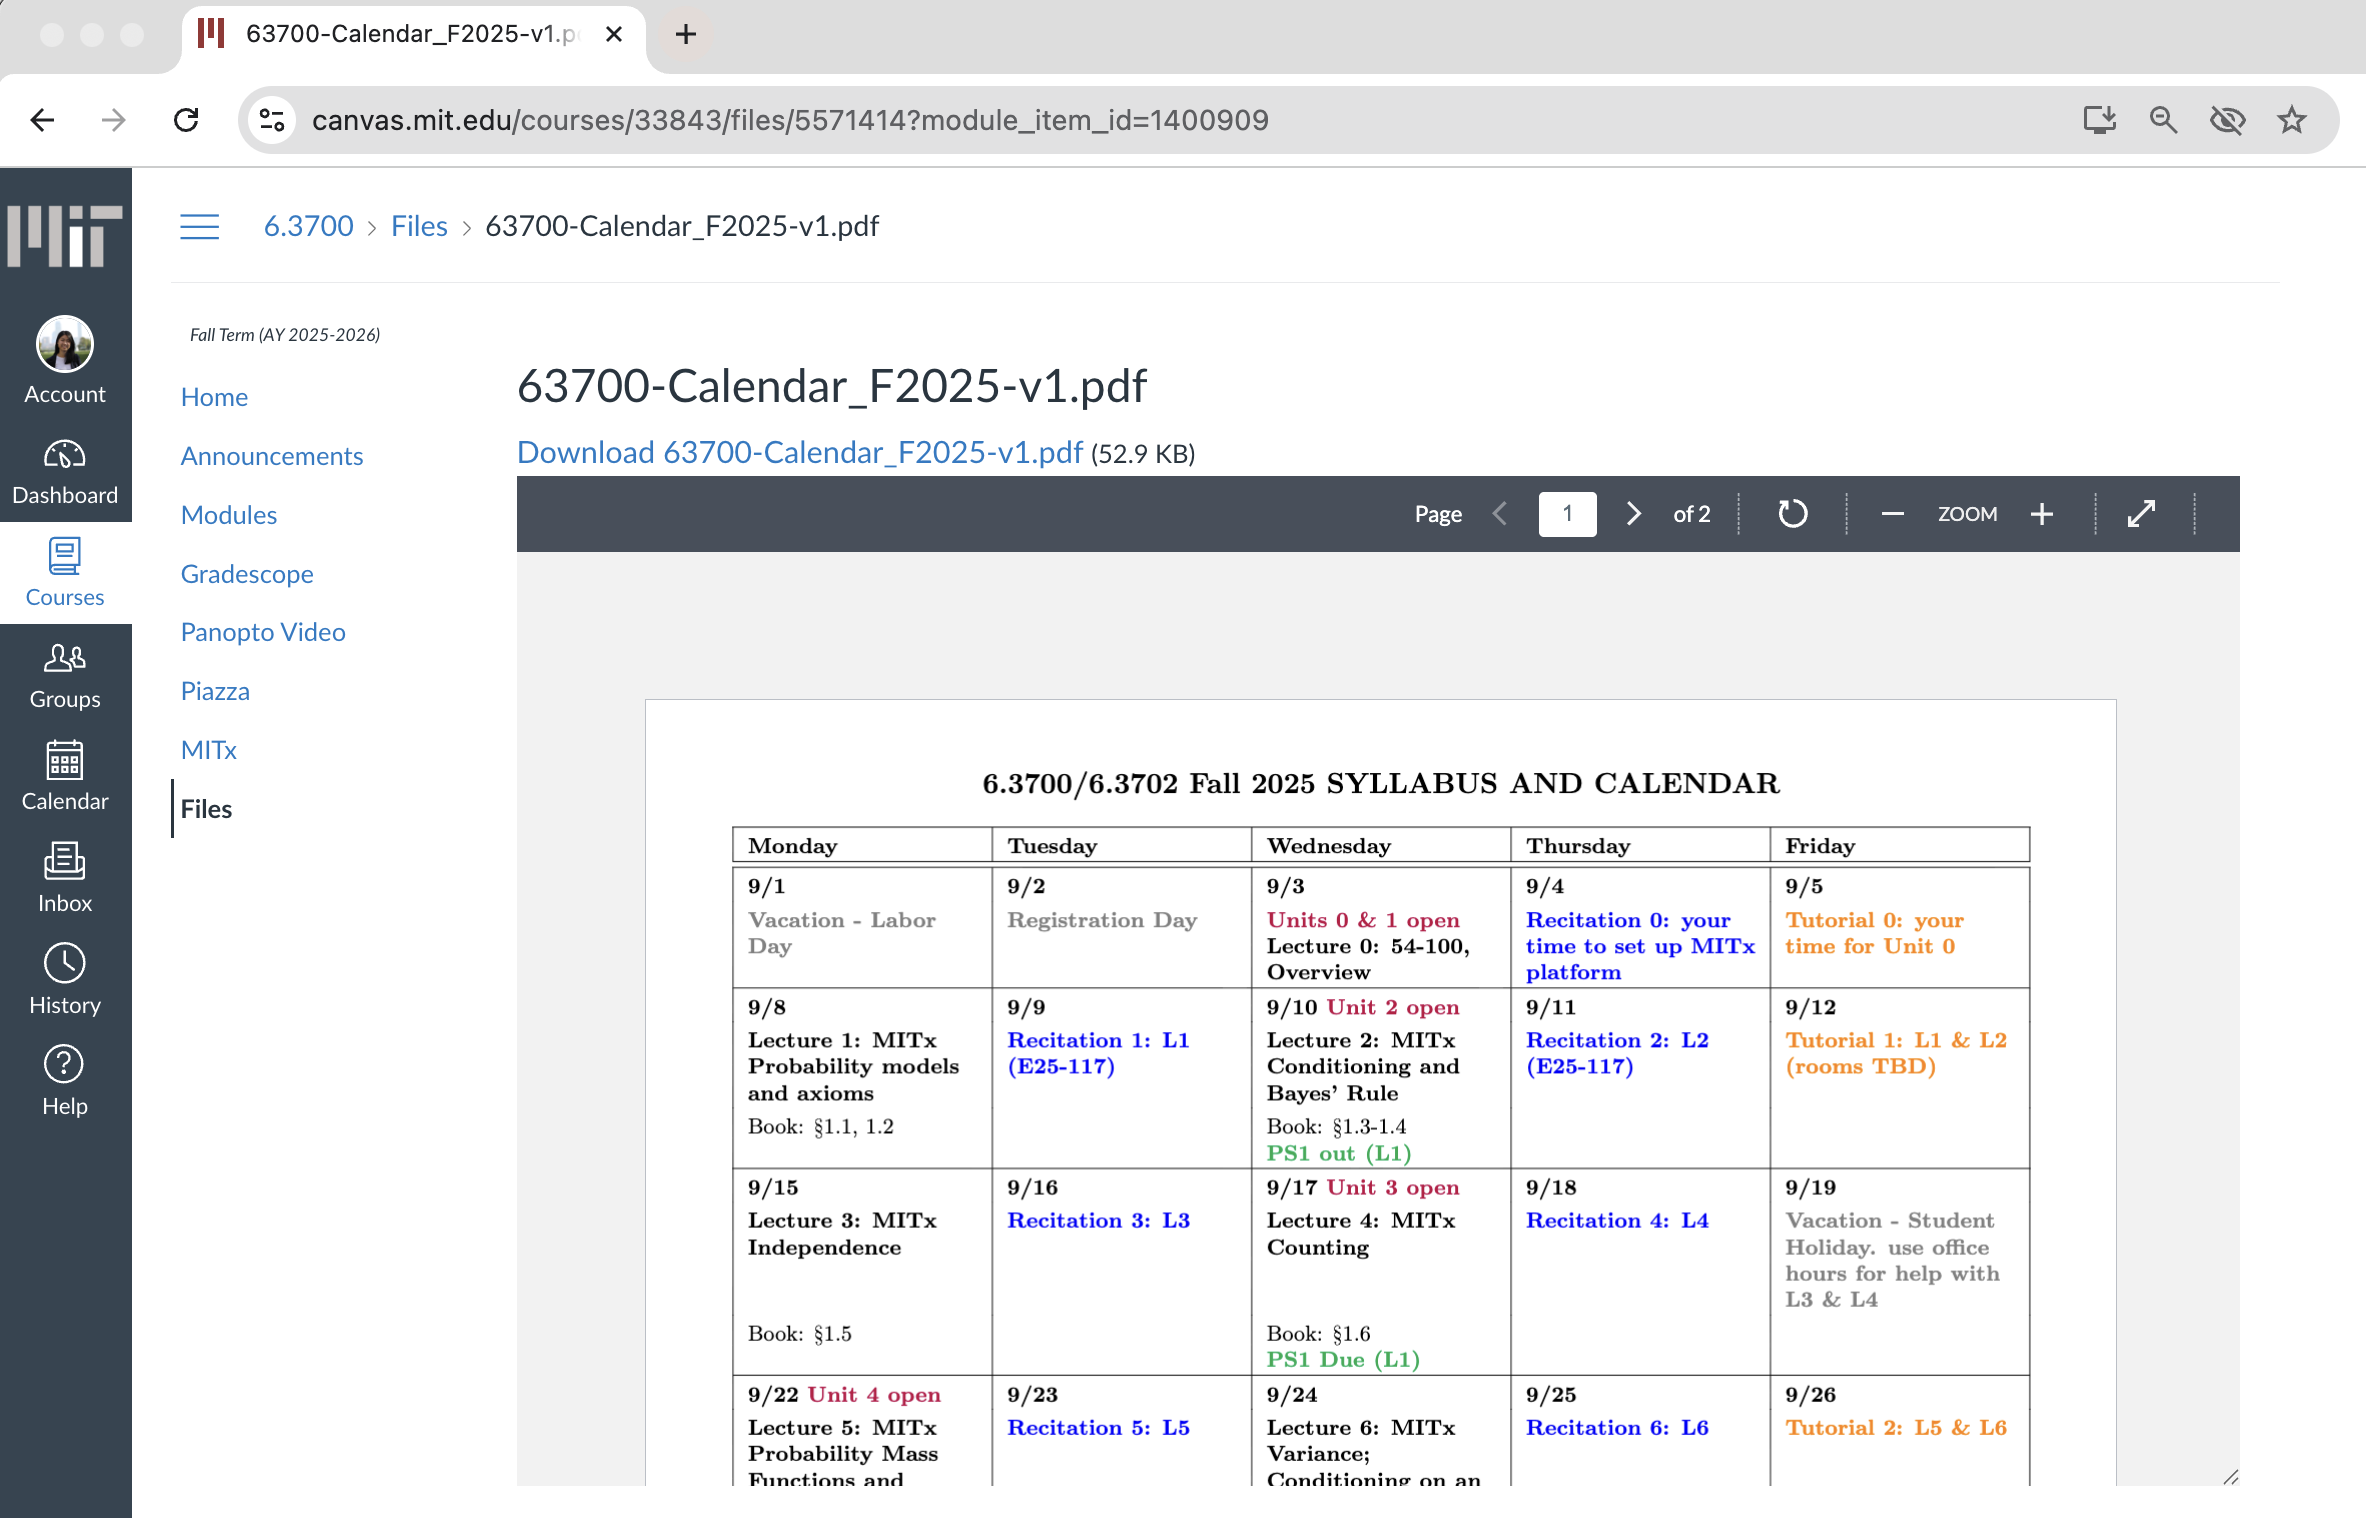 63700-Calendar_F2025-v1.p
canvas.mit.edu/courses/33843/files/5571414?module_item_id=1400909
MIT
Account
Dashboard
Courses
Groups
Calendar
Inbox
History
Help
6.3700 > Files > 63700-Calendar_F2025-v1.pdf
Fall Term (AY 2025-2026)
Home
Announcements
Modules
Gradescope
Panopto Video
Piazza
MITx
Files
63700-Calendar_F2025-v1.pdf
Download 63700-Calendar_F2025-v1.pdf (52.9 KB)
Page 1 of 2 ZOOM
6.3700/6.3702 Fall 2025 SYLLABUS AND CALENDAR
Monday Tuesday Wednesday Thursday Friday
9/1
Vacation - Labor
Day
9/2
Registration Day
9/3
Units 0 & 1 open
Lecture 0: 54-100,
Overview
9/4
Recitation 0: your
time to set up MITx
platform
9/5
Tutorial 0: your
time for Unit 0
9/8
Lecture 1: MITx
Probability models
and axioms
Book: §1.1, 1.2
9/9
Recitation 1: L1
(E25-117)
9/10 Unit 2 open
Lecture 2: MITx
Conditioning and
Bayes' Rule
Book: §1.3-1.4
PS1 out (L1)
9/11
Recitation 2: L2
(E25-117)
9/12
Tutorial 1: L1 & L2
(rooms TBD)
9/15
Lecture 3: MITx
Independence
Book: §1.5
9/16
Recitation 3: L3
9/17 Unit 3 open
Lecture 4: MITx
Counting
Book: §1.6
PS1 Due (L1)
9/18
Recitation 4: L4
9/19
Vacation - Student
Holiday. use office
hours for help with
L3 & L4
9/22 Unit 4 open
Lecture 5: MITx
Probability Mass
Functions and
9/23
Recitation 5: L5
9/24
Lecture 6: MITx
Variance;
Conditioning on an
9/25
Recitation 6: L6
9/26
Tutorial 2: L5 & L6